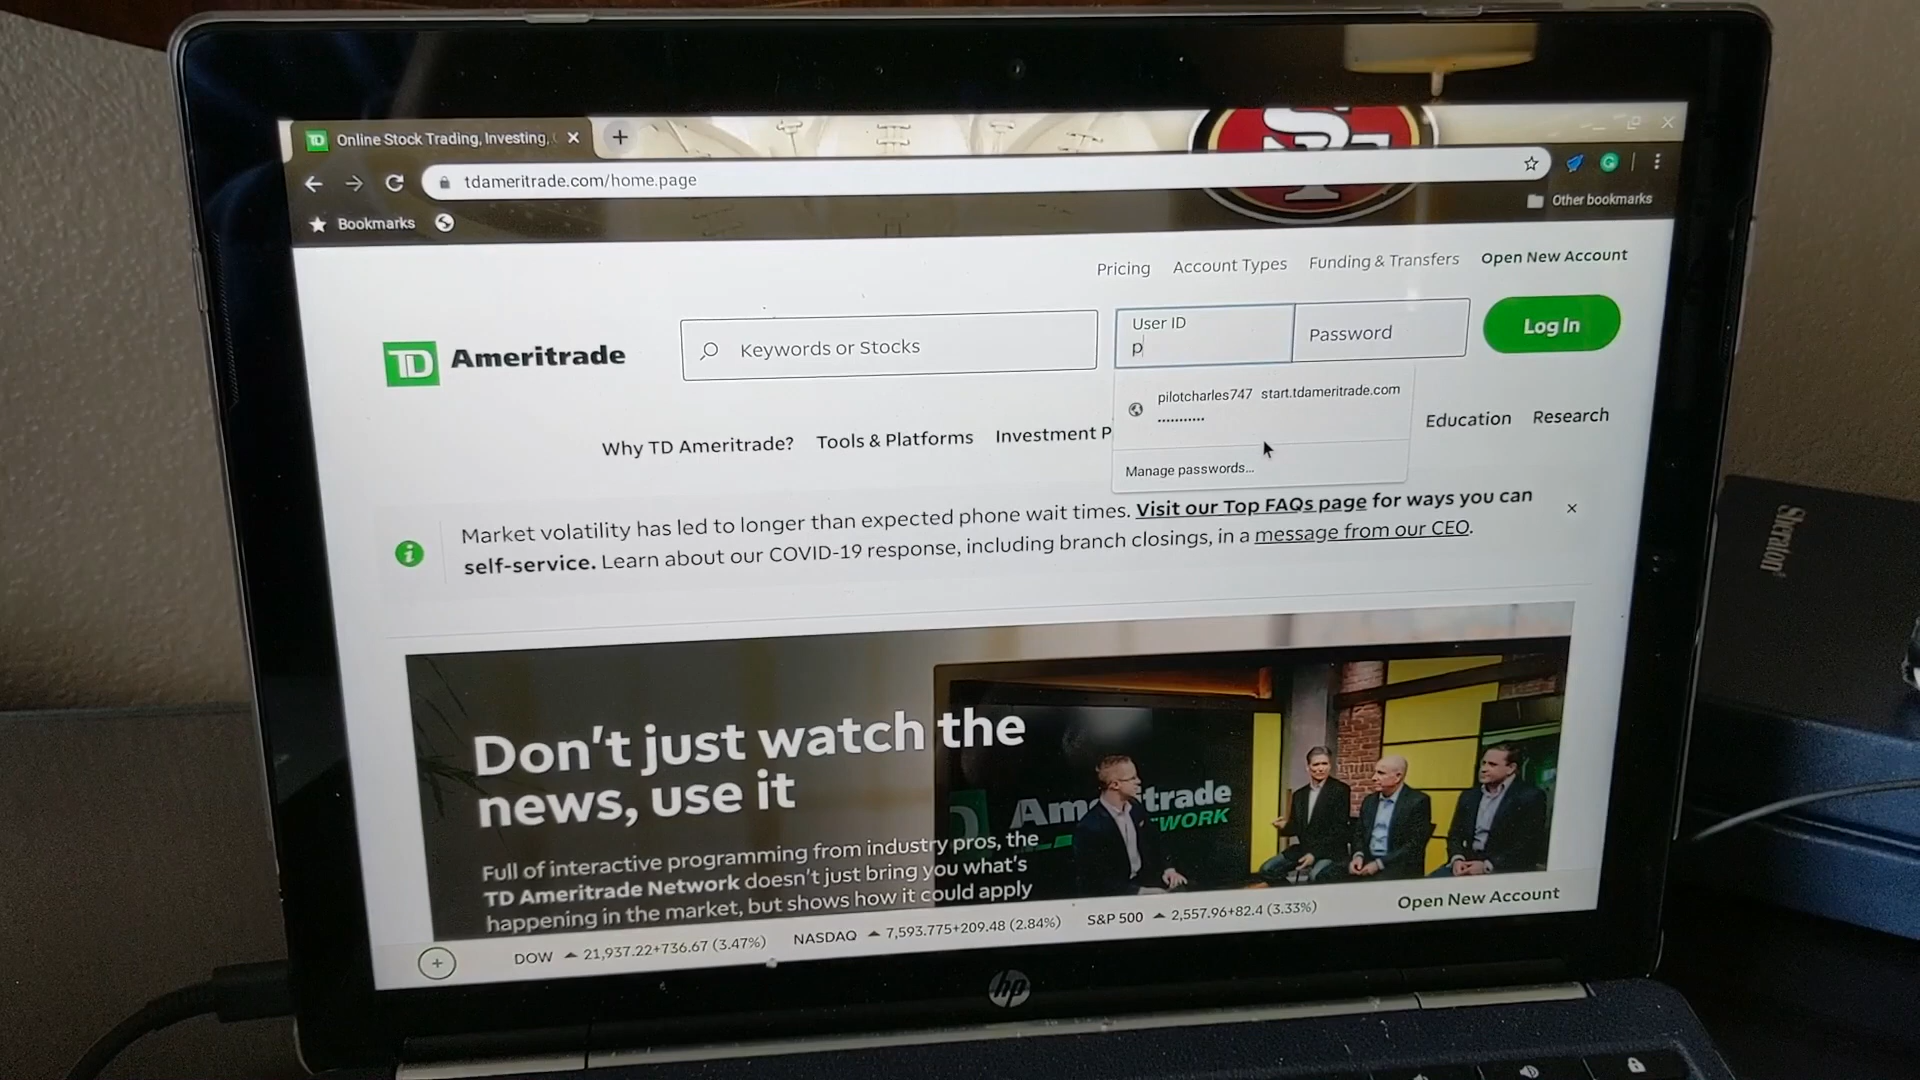 TD Online Stock Trading, Investing,
tdameritrade.com/home.page
Bookmarks
Other bookmarks
Pricing Account Types Funding & Transfers Open New Account
TD Ameritrade
Keywords or Stocks
User ID
p
Password
Log In
pilotcharles747 start.tdameritrade.com
...........
Manage passwords...
Why TD Ameritrade? Tools & Platforms Investment P
Education Research
Market volatility has led to longer than expected phone wait times. Visit our Top FAQs page for ways you can
self-service. Learn about our COVID-19 response, including branch closings, in a message from our CEO.
Don't just watch the
news, use it
Full of interactive programming from industry pros, the
TD Ameritrade Network doesn't just bring you what's
happening in the market, but shows how it could apply
Am trade
WORK
DOW 21,937.22+736.67 (3.47%) NASDAQ 7,593.775+209.48 (2.84%) S&P 500 2,557.96+82.4 (3.33%)
Open New Account
hp
Sheraton
SF